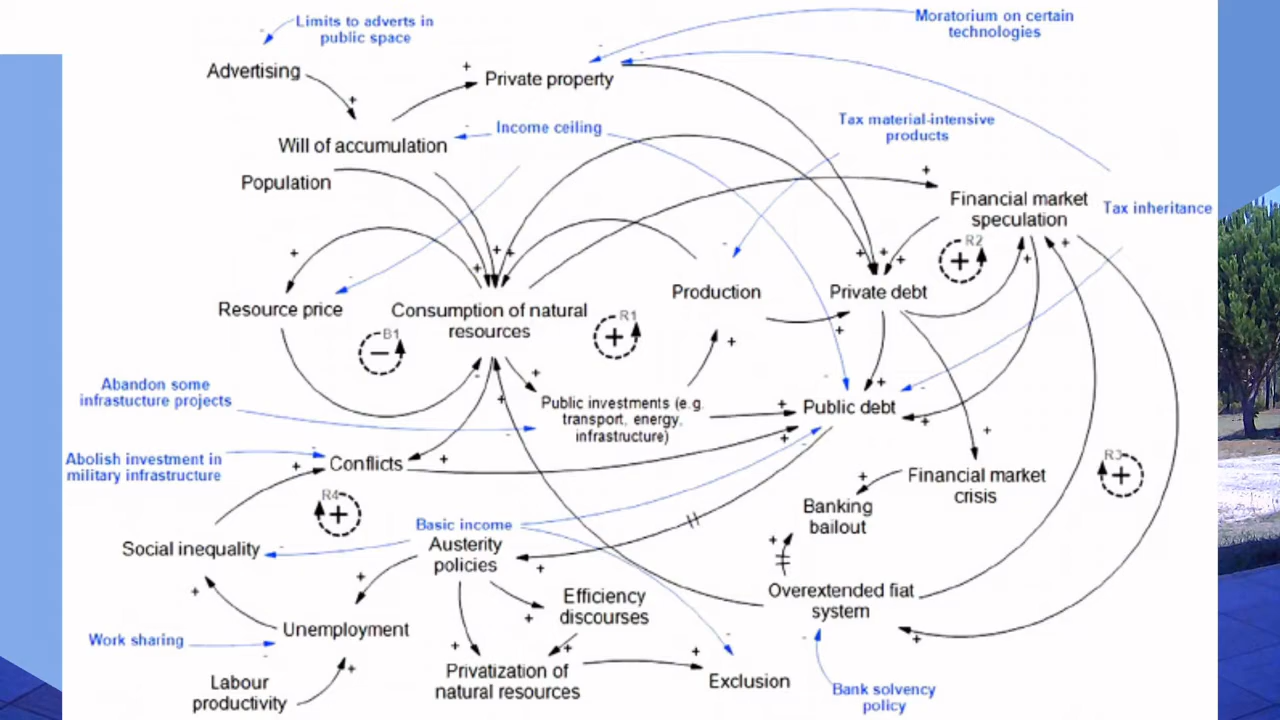 Limits to adverts in
public space
Moratorium on certain
technologies
Advertising
+
Private property
Tax material-intensive
products
Income ceiling
Will of accumulation
Population
Financial market
speculation
Tax inheritance
R2
+
Resource price
Consumption of natural
resources
Production
Private debt
B1
−
R1
+
Abandon some
infrastucture projects
Public investments (e.g.
transport, energy,
infrastructure)
Public debt
Abolish investment in
military infrastructure
Conflicts
Financial market
crisis
R3
+
R4
+
Banking
bailout
Basic income
Social inequality
Austerity
policies
Efficiency
discourses
Overextended fiat
system
Work sharing
Unemployment
Labour
productivity
Privatization of
natural resources
Exclusion
Bank solvency
policy